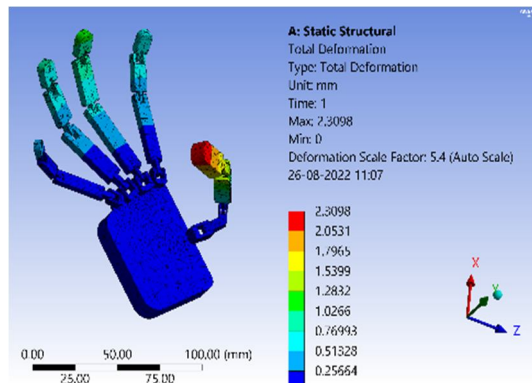 A: Static Structural
Total Deformation
Type: Total Deformation
Unit: mm
Time: 1
Max: 2.3098
Min: 0
Deformation Scale Factor: 5.4 (Auto Scale)
26-08-2022 11:07
2.3098
2.0531
1.7965
1.5399
1.2832
1.0266
0.76993
0.51328
0.25664
X
Y
Z
0.00 50.00 100.00 (mm)
25.00 75.00